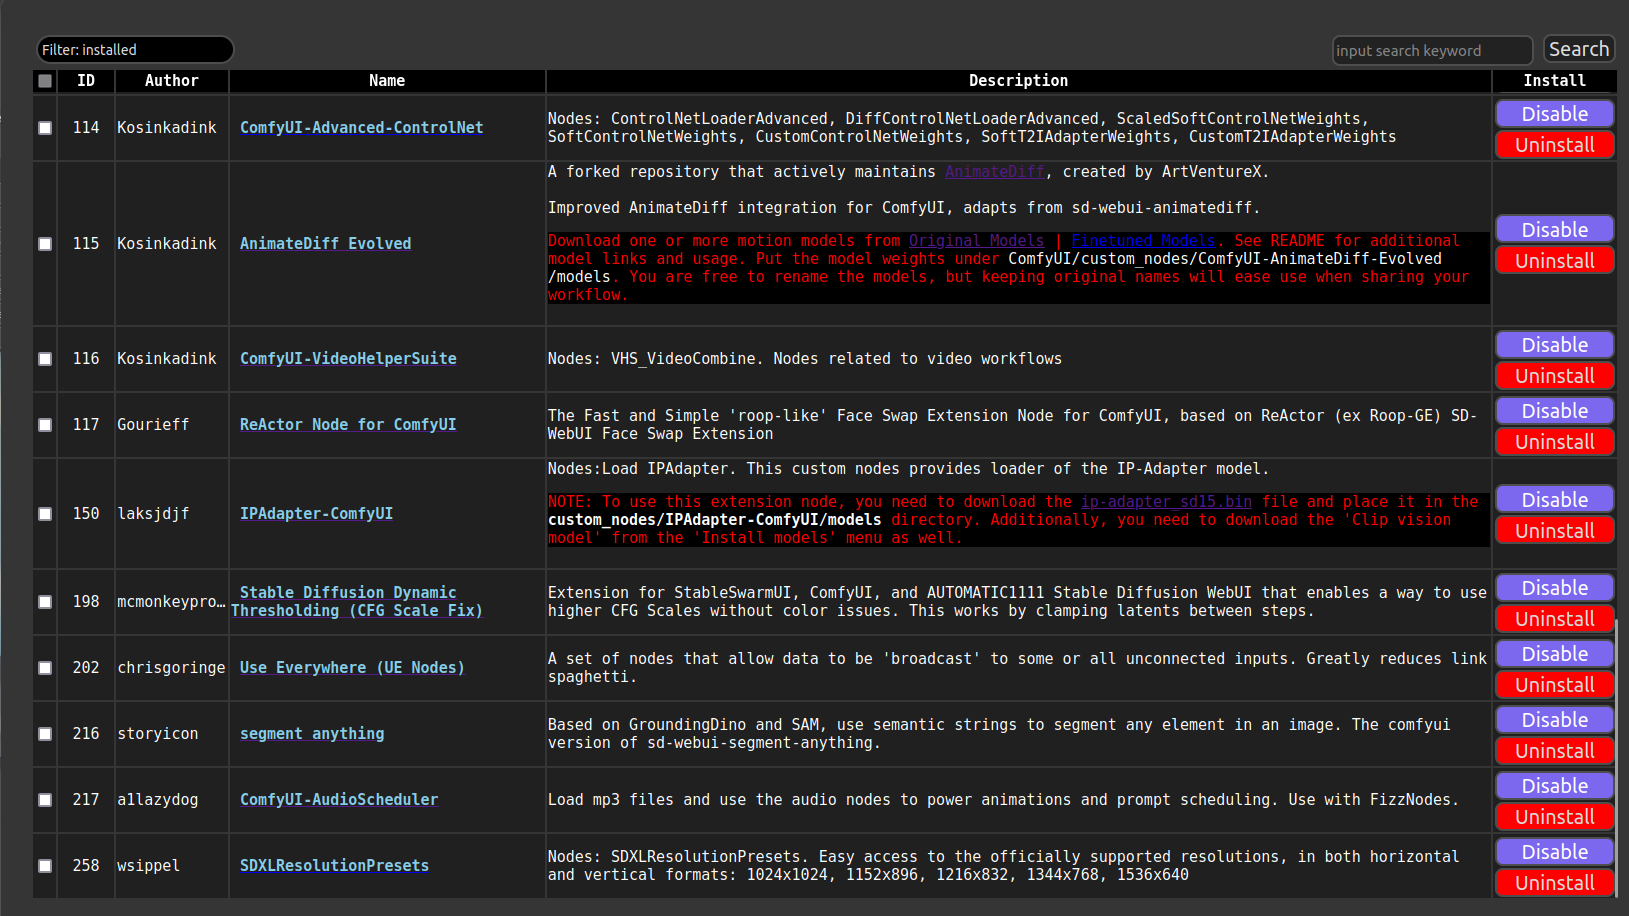 Filter: installed
input search keyword
Search
ID Author Name Description Install
114 Kosinkadink ComfyUI-Advanced-ControlNet
Nodes: ControlNetLoaderAdvanced, DiffControlNetLoaderAdvanced, ScaledSoftControlNetWeights,
SoftControlNetWeights, CustomControlNetWeights, SoftT2IAdapterWeights, CustomT2IAdapterWeights
Disable
Uninstall
115 Kosinkadink AnimateDiff Evolved
A forked repository that actively maintains AnimateDiff, created by ArtVentureX.
Improved AnimateDiff integration for ComfyUI, adapts from sd-webui-animatediff.
Download one or more motion models from Original Models | Finetuned Models. See README for additional
model links and usage. Put the model weights under ComfyUI/custom_nodes/ComfyUI-AnimateDiff-Evolved
/models. You are free to rename the models, but keeping original names will ease use when sharing your
workflow.
Disable
Uninstall
116 Kosinkadink ComfyUI-VideoHelperSuite
Nodes: VHS_VideoCombine. Nodes related to video workflows
Disable
Uninstall
117 Gourieff ReActor Node for ComfyUI
The Fast and Simple 'roop-like' Face Swap Extension Node for ComfyUI, based on ReActor (ex Roop-GE) SD-
WebUI Face Swap Extension
Disable
Uninstall
150 laksjdjf IPAdapter-ComfyUI
Nodes:Load IPAdapter. This custom nodes provides loader of the IP-Adapter model.
NOTE: To use this extension node, you need to download the ip-adapter_sd15.bin file and place it in the
custom_nodes/IPAdapter-ComfyUI/models directory. Additionally, you need to download the 'Clip vision
model' from the 'Install models' menu as well.
Disable
Uninstall
198 mcmonkeypro… Stable Diffusion Dynamic
Thresholding (CFG Scale Fix)
Extension for StableSwarmUI, ComfyUI, and AUTOMATIC1111 Stable Diffusion WebUI that enables a way to use
higher CFG Scales without color issues. This works by clamping latents between steps.
Disable
Uninstall
202 chrisgoringe Use Everywhere (UE Nodes)
A set of nodes that allow data to be 'broadcast' to some or all unconnected inputs. Greatly reduces link
spaghetti.
Disable
Uninstall
216 storyicon segment anything
Based on GroundingDino and SAM, use semantic strings to segment any element in an image. The comfyui
version of sd-webui-segment-anything.
Disable
Uninstall
217 a1lazydog ComfyUI-AudioScheduler
Load mp3 files and use the audio nodes to power animations and prompt scheduling. Use with FizzNodes.
Disable
Uninstall
258 wsippel SDXLResolutionPresets
Nodes: SDXLResolutionPresets. Easy access to the officially supported resolutions, in both horizontal
and vertical formats: 1024x1024, 1152x896, 1216x832, 1344x768, 1536x640
Disable
Uninstall